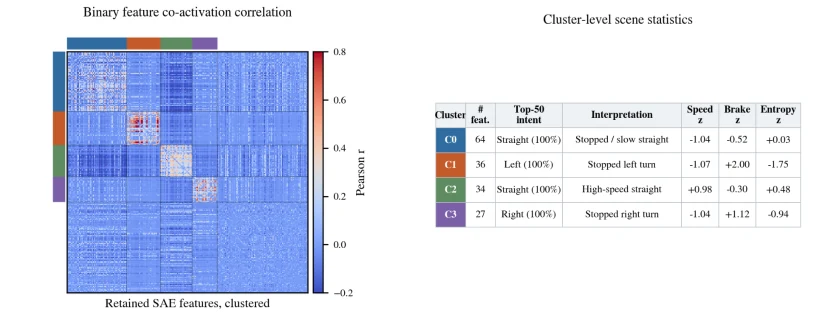 Binary feature co-activation correlation
0.8
0.6
0.4
0.2
0.0
−0.2
Pearson r
Retained SAE features, clustered
Cluster-level scene statistics
Cluster # feat. Top-50 intent Interpretation Speed z Brake z Entropy z
C0 64 Straight (100%) Stopped / slow straight -1.04 -0.52 +0.03
C1 36 Left (100%) Stopped left turn -1.07 +2.00 -1.75
C2 34 Straight (100%) High-speed straight +0.98 -0.30 +0.48
C3 27 Right (100%) Stopped right turn -1.04 +1.12 -0.94